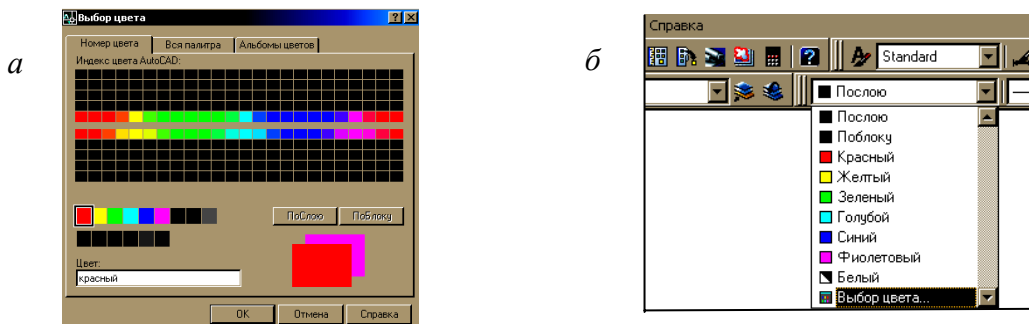 а
Выбор цвета
Номер цвета Вся палитра Альбомы цветов
Индекс цвета AutoCAD:
ПоСлою ПоБлоку
Цвет:
красный
OK Отмена Справка
б
Справка
Standard
Послою
Послою
Поблоку
Красный
Желтый
Зеленый
Голубой
Синий
Фиолетовый
Белый
Выбор цвета...